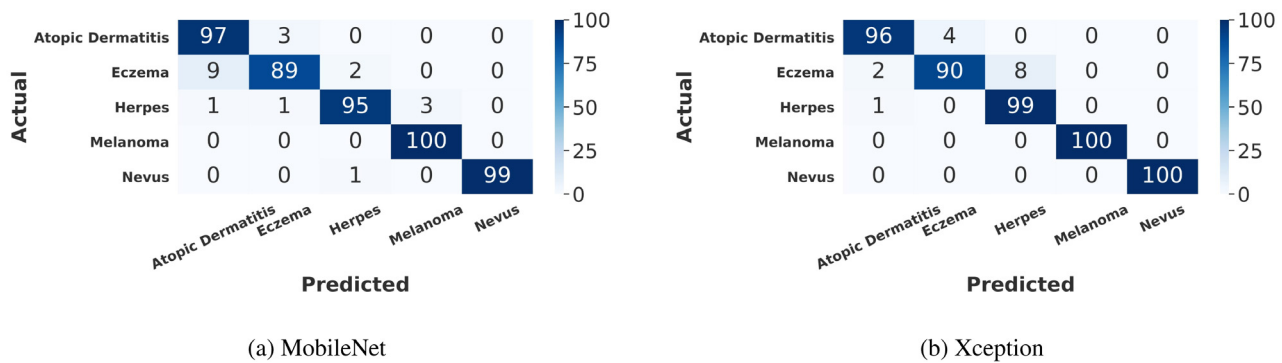 Actual
Atopic Dermatitis 97 3 0 0 0
Eczema 9 89 2 0 0
Herpes 1 1 95 3 0
Melanoma 0 0 0 100 0
Nevus 0 0 1 0 99
Atopic Dermatitis Eczema Herpes Melanoma Nevus
Predicted
100
75
50
25
0
(a) MobileNet
Actual
Atopic Dermatitis 96 4 0 0 0
Eczema 2 90 8 0 0
Herpes 1 0 99 0 0
Melanoma 0 0 0 100 0
Nevus 0 0 0 0 100
Atopic Dermatitis Eczema Herpes Melanoma Nevus
Predicted
100
75
50
25
0
(b) Xception